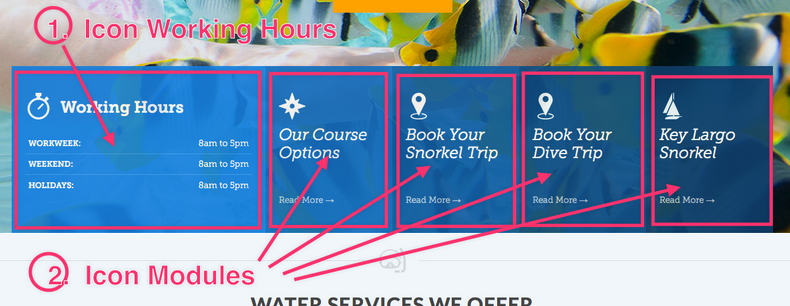 1. Icon Working Hours
Working Hours
WORKWEEK: 8am to 5pm
WEEKEND: 8am to 5pm
HOLIDAYS: 8am to 5pm
Our Course
Options
Read More →
Book Your
Snorkel Trip
Read More →
Book Your
Dive Trip
Read More →
Key Largo
Snorkel
Read More →
2. Icon Modules
WATER SERVICES WE OFFER